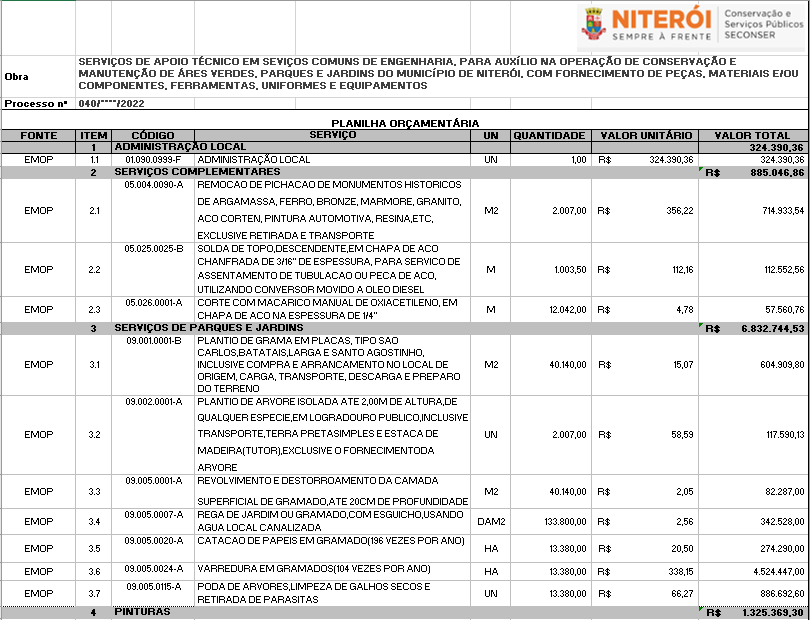 NITERÓI
SEMPRE À FRENTE
Conservação e
Serviços Públicos
SECONSER
Obra
SERVIÇOS DE APOIO TÉCNICO EM SEVIÇOS COMUNS DE ENGENHARIA, PARA AUXÍLIO NA OPERAÇÃO DE CONSERVAÇÃO E
MANUTENÇÃO DE ÁRES VERDES, PARQUES E JARDINS DO MUNICÍPIO DE NITERÓI, COM FORNECIMENTO DE PEÇAS, MATERIAIS E/OU
COMPONENTES, FERRAMENTAS, UNIFORMES E EQUIPAMENTOS
Processo nº 040/****/2022
PLANILHA ORÇAMENTÁRIA
FONTE ITEM CÓDIGO SERVIÇO UN QUANTIDADE VALOR UNITÁRIO VALOR TOTAL
1 ADMINISTRAÇÃO LOCAL 324.390,36
EMOP 1.1 01.090.0999-F ADMINISTRAÇÃO LOCAL UN 1,00 R$ 324.390,36 324.390,36
2 SERVIÇOS COMPLEMENTARES R$ 885.046,86
EMOP 2.1 05.004.0090-A REMOCAO DE PICHACAO DE MONUMENTOS HISTORICOS
DE ARGAMASSA, FERRO, BRONZE, MARMORE, GRANITO,
ACO CORTEN, PINTURA AUTOMOTIVA, RESINA,ETC,
EXCLUSIVE RETIRADA E TRANSPORTE
M2 2.007,00 R$ 356,22 714.933,54
EMOP 2.2 05.025.0025-B SOLDA DE TOPO,DESCENDENTE,EM CHAPA DE ACO
CHANFRADA DE 3/16" DE ESPESSURA, PARA SERVICO DE
ASSENTAMENTO DE TUBULACAO OU PECA DE ACO,
UTILIZANDO CONVERSOR MOVIDO A OLEO DIESEL
M 1.003,50 R$ 112,16 112.552,56
EMOP 2.3 05.026.0001-A CORTE COM MACARICO MANUAL DE OXIACETILENO, EM
CHAPA DE ACO NA ESPESSURA DE 1/4"
M 12.042,00 R$ 4,78 57.560,76
3 SERVIÇOS DE PARQUES E JARDINS R$ 6.832.744,53
EMOP 3.1 09.001.0001-B PLANTIO DE GRAMA EM PLACAS, TIPO SAO
CARLOS,BATATAIS,LARGA E SANTO AGOSTINHO,
INCLUSIVE COMPRA E ARRANCAMENTO NO LOCAL DE
ORIGEM, CARGA, TRANSPORTE, DESCARGA E PREPARO
DO TERRENO
M2 40.140,00 R$ 15,07 604.909,80
EMOP 3.2 09.002.0001-A PLANTIO DE ARVORE ISOLADA ATE 2,00M DE ALTURA,DE
QUALQUER ESPECIE,EM LOGRADOURO PUBLICO,INCLUSIVE
TRANSPORTE,TERRA PRETASIMPLES E ESTACA DE
MADEIRA(TUTOR),EXCLUSIVE O FORNECIMENTODA
ARVORE
UN 2.007,00 R$ 58,59 117.590,13
EMOP 3.3 09.005.0001-A REVOLVIMENTO E DESTORROAMENTO DA CAMADA
SUPERFICIAL DE GRAMADO,ATE 20CM DE PROFUNDIDADE
M2 40.140,00 R$ 2,05 82.287,00
EMOP 3.4 09.005.0007-A REGA DE JARDIM OU GRAMADO,COM ESGUICHO,USANDO
AGUA LOCAL CANALIZADA
DAM2 133.800,00 R$ 2,56 342.528,00
EMOP 3.5 09.005.0020-A CATACAO DE PAPEIS EM GRAMADO(196 VEZES POR ANO) HA 13.380,00 R$ 20,50 274.290,00
EMOP 3.6 09.005.0024-A VARREDURA EM GRAMADOS(104 VEZES POR ANO) HA 13.380,00 R$ 338,15 4.524.447,00
EMOP 3.7 09.005.0115-A PODA DE ARVORES,LIMPEZA DE GALHOS SECOS E
RETIRADA DE PARASITAS
UN 13.380,00 R$ 66,27 886.692,60
4 PINTURAS R$ 1.325.369,30